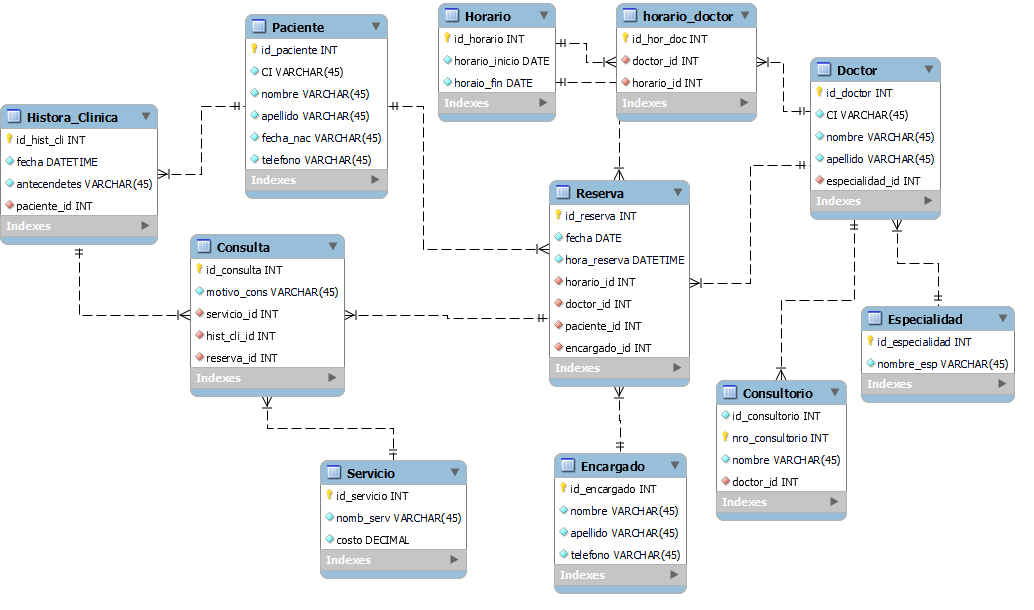 Paciente
id_paciente INT
CI VARCHAR(45)
nombre VARCHAR(45)
apellido VARCHAR(45)
fecha_nac VARCHAR(45)
telefono VARCHAR(45)
Indexes
Horario
id_horario INT
horario_inicio DATE
horaio_fin DATE
Indexes
horario_doctor
id_hor_doc INT
doctor_id INT
horario_id INT
Indexes
Doctor
id_doctor INT
CI VARCHAR(45)
nombre VARCHAR(45)
apellido VARCHAR(45)
especialidad_id INT
Indexes
Histora_Clinica
id_hist_cli INT
fecha DATETIME
antecendetes VARCHAR(45)
paciente_id INT
Indexes
Reserva
id_reserva INT
fecha DATE
hora_reserva DATETIME
horario_id INT
doctor_id INT
paciente_id INT
encargado_id INT
Indexes
Consulta
id_consulta INT
motivo_cons VARCHAR(45)
servicio_id INT
hist_cli_id INT
reserva_id INT
Indexes
Especialidad
id_especialidad INT
nombre_esp VARCHAR(45)
Indexes
Consultorio
id_consultorio INT
nro_consultorio INT
nombre VARCHAR(45)
doctor_id INT
Indexes
Servicio
id_servicio INT
nomb_serv VARCHAR(45)
costo DECIMAL
Indexes
Encargado
id_encargado INT
nombre VARCHAR(45)
apellido VARCHAR(45)
telefono VARCHAR(45)
Indexes